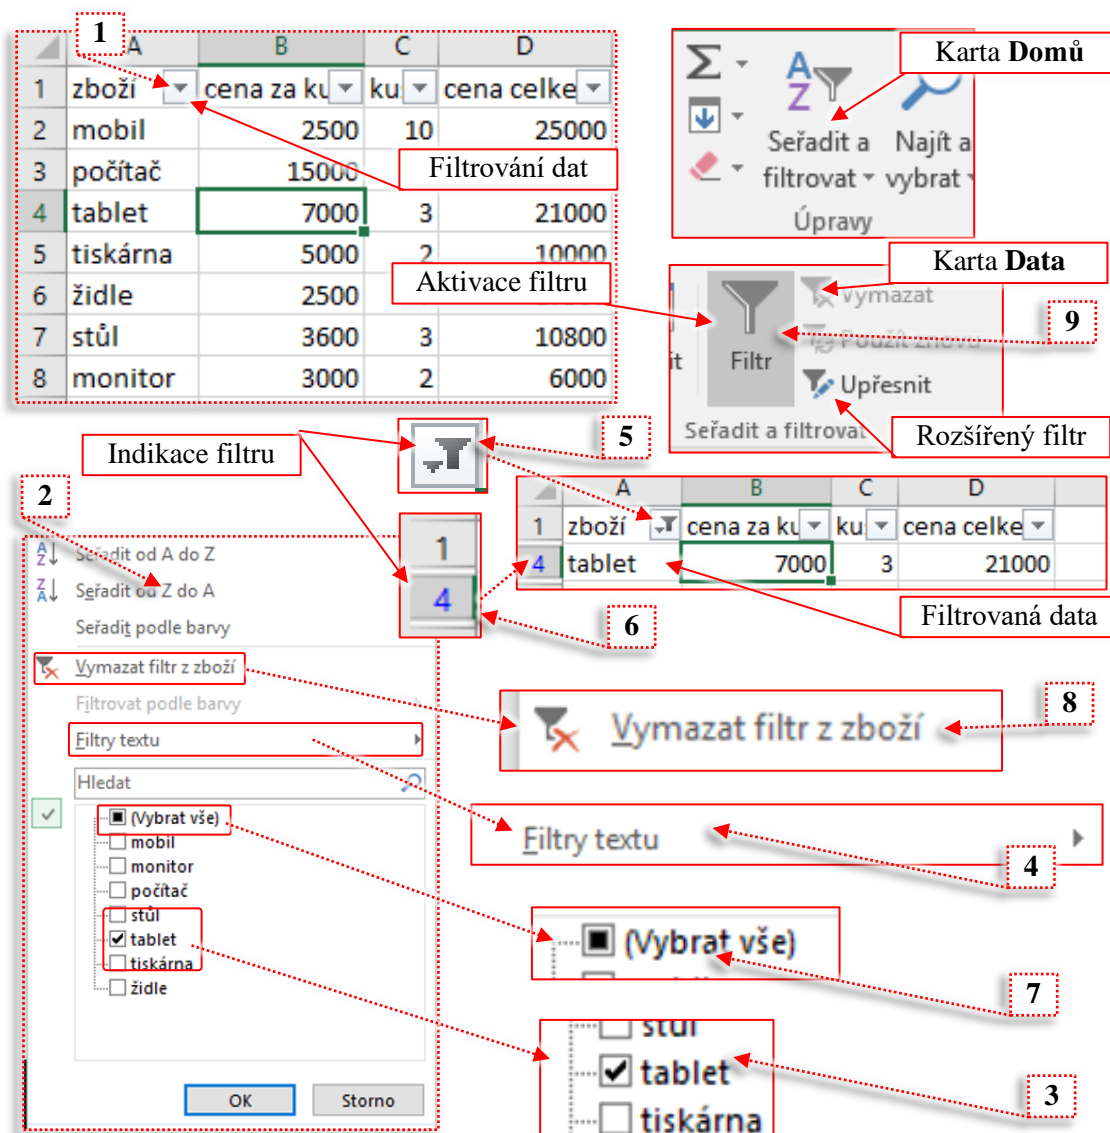 1
A B C D
1 zboží cena za ku ku cena celke
2 mobil 2500 10 25000
3 počítač 15000
4 tablet 7000 3 21000
5 tiskárna 5000 2 10000
6 židle 2500
7 stůl 3600 3 10800
8 monitor 3000 2 6000
Filtrování dat
Aktivace filtru
Karta Domů
Σ
A
Z
Seřadit a
filtrovat
Najít a
vybrat
Úpravy
Karta Data
Vymazat
9
Použít znovu
it
Filtr
Upřesnit
Seřadit a filtrovat
Rozšířený filtr
Indikace filtru
5
2
A B C D
1 zboží cena za ku ku cena celke
4 tablet 7000 3 21000
Filtrovaná data
1
4
6
Seřadit od A do Z
Seřadit od Z do A
Seřadit podle barvy
Vymazat filtr z zboží
Filtrovat podle barvy
Filtry textu
Hledat
(Vybrat vše)
mobil
monitor
počítač
stůl
tablet
tiskárna
židle
OK Storno
8
Vymazat filtr z zboží
Filtry textu
4
(Vybrat vše)
7
stůl
tablet
tiskárna
3